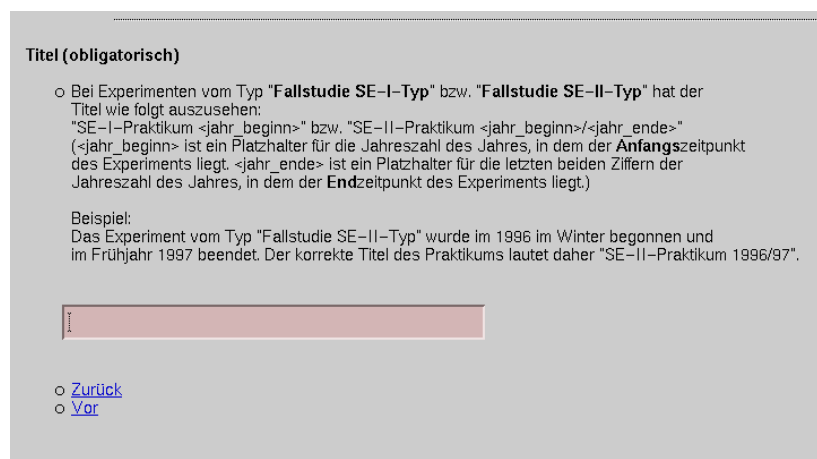 Titel (obligatorisch)
Bei Experimenten vom Typ "Fallstudie SE-I-Typ" bzw. "Fallstudie SE-II-Typ" hat der
Titel wie folgt auszusehen:
"SE-I-Praktikum <jahr_beginn>" bzw. "SE-II-Praktikum <jahr_beginn>/<jahr_ende>"
(<jahr_beginn> ist ein Platzhalter für die Jahreszahl des Jahres, in dem der Anfangszeitpunkt
des Experiments liegt. <jahr_ende> ist ein Platzhalter für die letzten beiden Ziffern der
Jahreszahl des Jahres, in dem der Endzeitpunkt des Experiments liegt.)
Beispiel:
Das Experiment vom Typ "Fallstudie SE-II-Typ" wurde im 1996 im Winter begonnen und
im Frühjahr 1997 beendet. Der korrekte Titel des Praktikums lautet daher "SE-II-Praktikum 1996/97".
Zurück
Vor